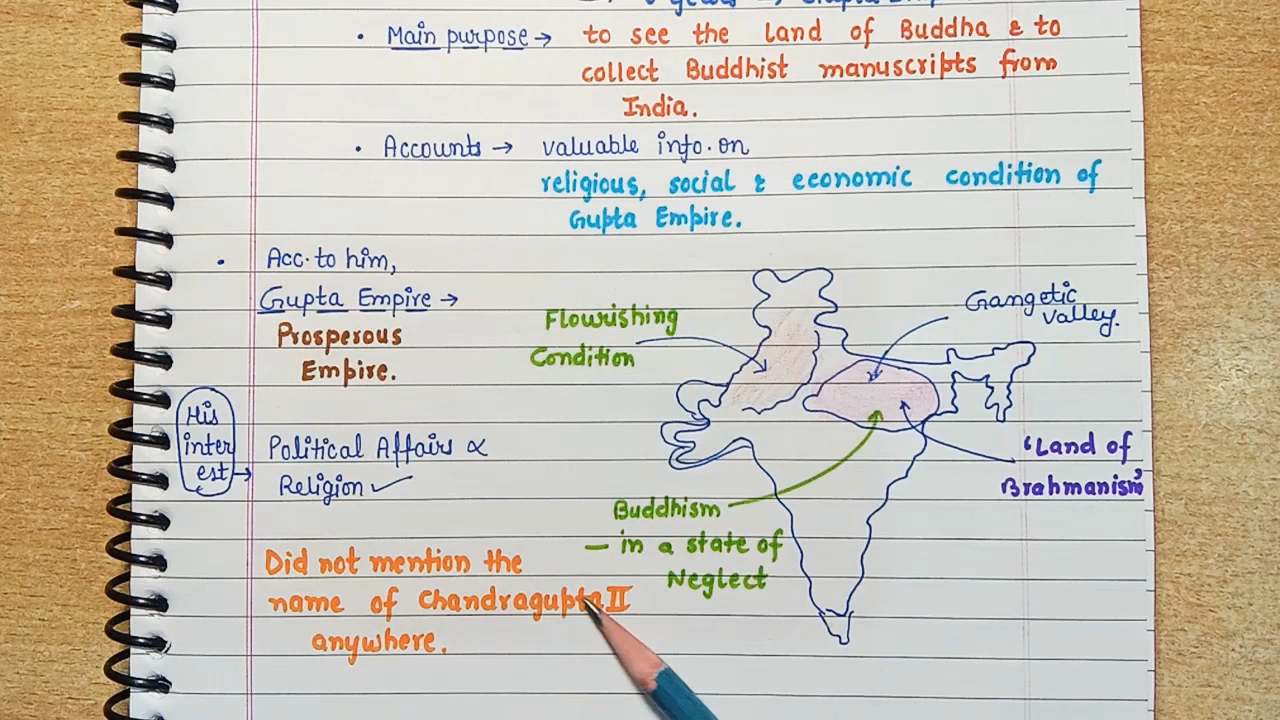 • Main purpose → to see the land of Buddha & to
collect Buddhist manuscripts from
India.
• Accounts → valuable info. on
religious, social & economic condition of
Gupta Empire.
• Acc. to him,
Gupta Empire →
Prosperous
Empire.
Flourishing
Condition
Gangetic
valley.
His
inter
est →
Political Affairs ∝
Religion ✓
'Land of
Brahmanism'
Buddhism
– in a state of
Neglect
Did not mention the
name of Chandragupta II
anywhere.